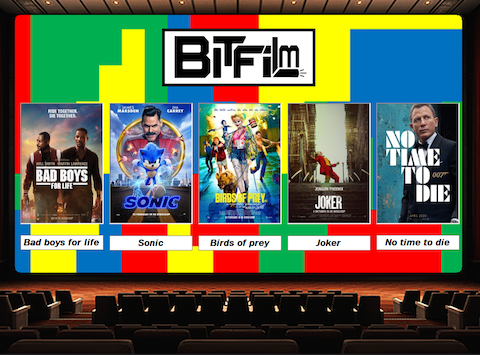 BiTFilm
RIDE TOGETHER.
DIE TOGETHER.
WILL SMITH MARTIN LAWRENCE
BAD BOYS
FOR LIFE
JAMES MARSDEN
JIM CARREY
SONIC
BIRDS OF PREY
JOAQUIN PHOENIX
JOKER
NO
TIME
TO
DIE
007
Bad boys for life
Sonic
Birds of prey
Joker
No time to die